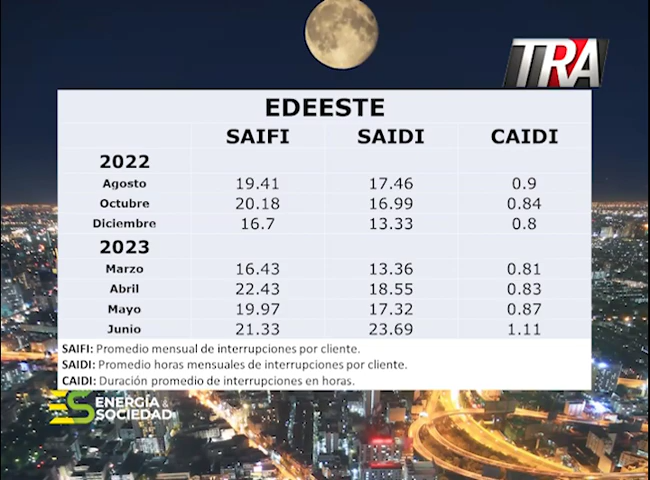 TRA
EDEESTE
SAIFI SAIDI CAIDI
2022
Agosto 19.41 17.46 0.9
Octubre 20.18 16.99 0.84
Diciembre 16.7 13.33 0.8
2023
Marzo 16.43 13.36 0.81
Abril 22.43 18.55 0.83
Mayo 19.97 17.32 0.87
Junio 21.33 23.69 1.11
SAIFI: Promedio mensual de interrupciones por cliente.
SAIDI: Promedio horas mensuales de interrupciones por cliente.
CAIDI: Duración promedio de interrupciones en horas.
ES ENERGÍA &
SOCIEDAD